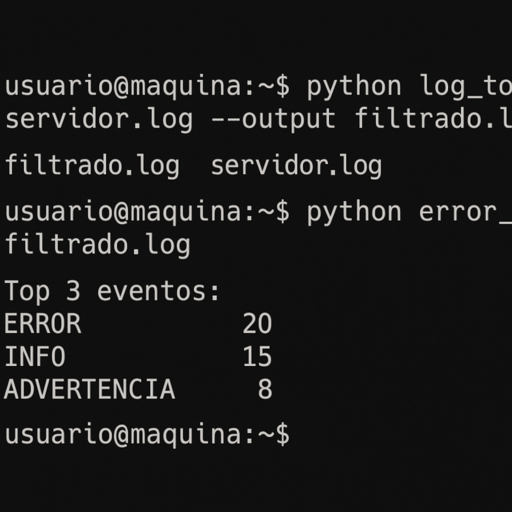 usuario@maquina:~$ python log_to
servidor.log --output filtrado.l
filtrado.log  servidor.log
usuario@maquina:~$ python error_
filtrado.log
Top 3 eventos:
ERROR 20
INFO 15
ADVERTENCIA 8
usuario@maquina:~$